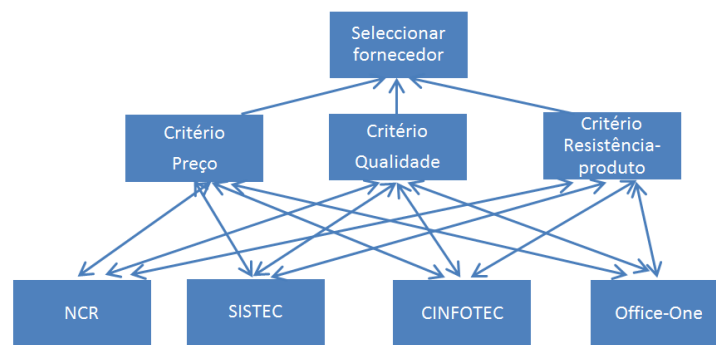 Seleccionar
fornecedor
Critério
Preço
Critério
Qualidade
Critério
Resistência-
produto
NCR
SISTEC
CINFOTEC
Office-One